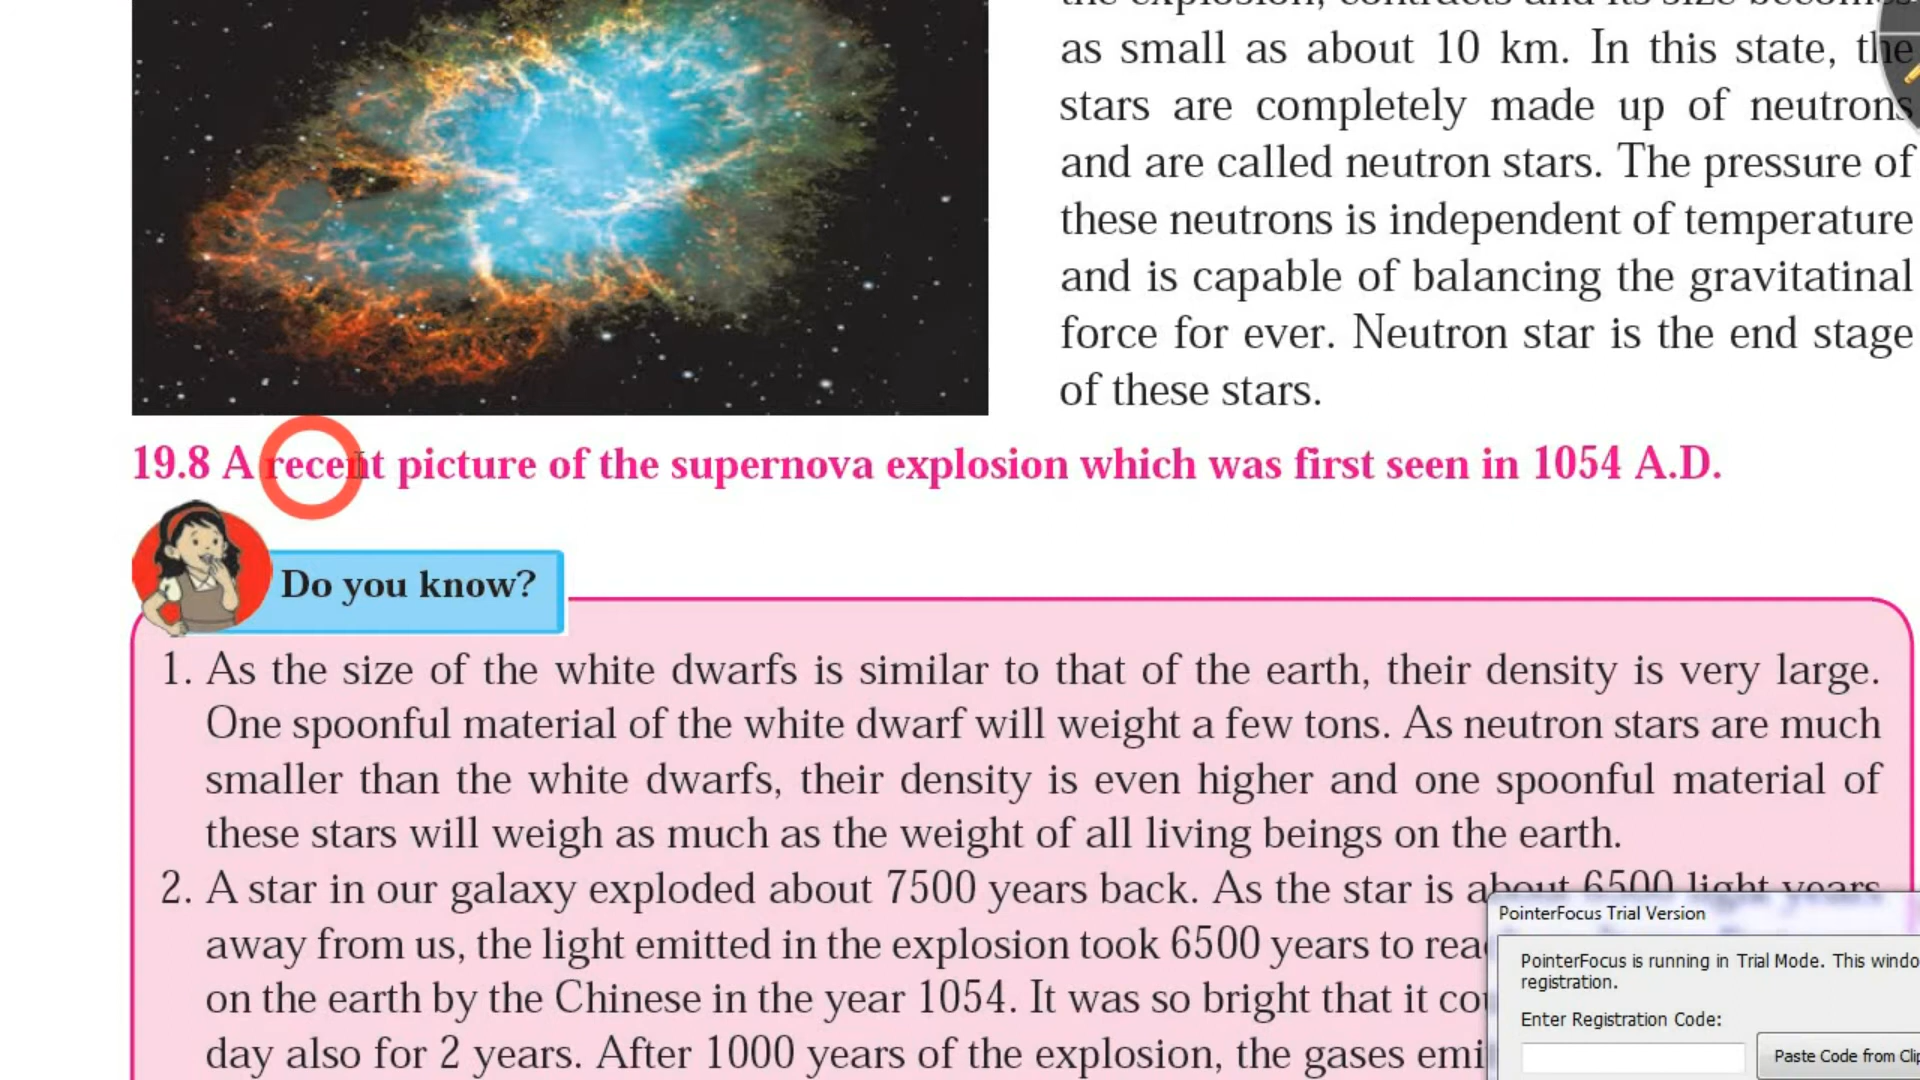 as small as about 10 km. In this state, the
stars are completely made up of neutrons
and are called neutron stars. The pressure of
these neutrons is independent of temperature
and is capable of balancing the gravitatinal
force for ever. Neutron star is the end stage
of these stars.
19.8 A recent picture of the supernova explosion which was first seen in 1054 A.D.
Do you know?
1. As the size of the white dwarfs is similar to that of the earth, their density is very large.
One spoonful material of the white dwarf will weight a few tons. As neutron stars are much
smaller than the white dwarfs, their density is even higher and one spoonful material of
these stars will weigh as much as the weight of all living beings on the earth.
2. A star in our galaxy exploded about 7500 years back. As the star is about 6500 light years
away from us, the light emitted in the explosion took 6500 years to rea
on the earth by the Chinese in the year 1054. It was so bright that it co
day also for 2 years. After 1000 years of the explosion, the gases emi
PointerFocus Trial Version
PointerFocus is running in Trial Mode. This windo
registration.
Enter Registration Code:
Paste Code from Clip